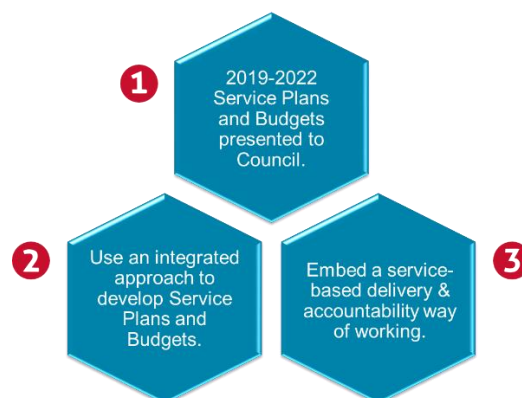 1
2019-2022
Service Plans
and Budgets
presented to
Council.
2
Use an integrated
approach to
develop Service
Plans and
Budgets.
Embed a service-
based delivery &
accountability way
of working.
3